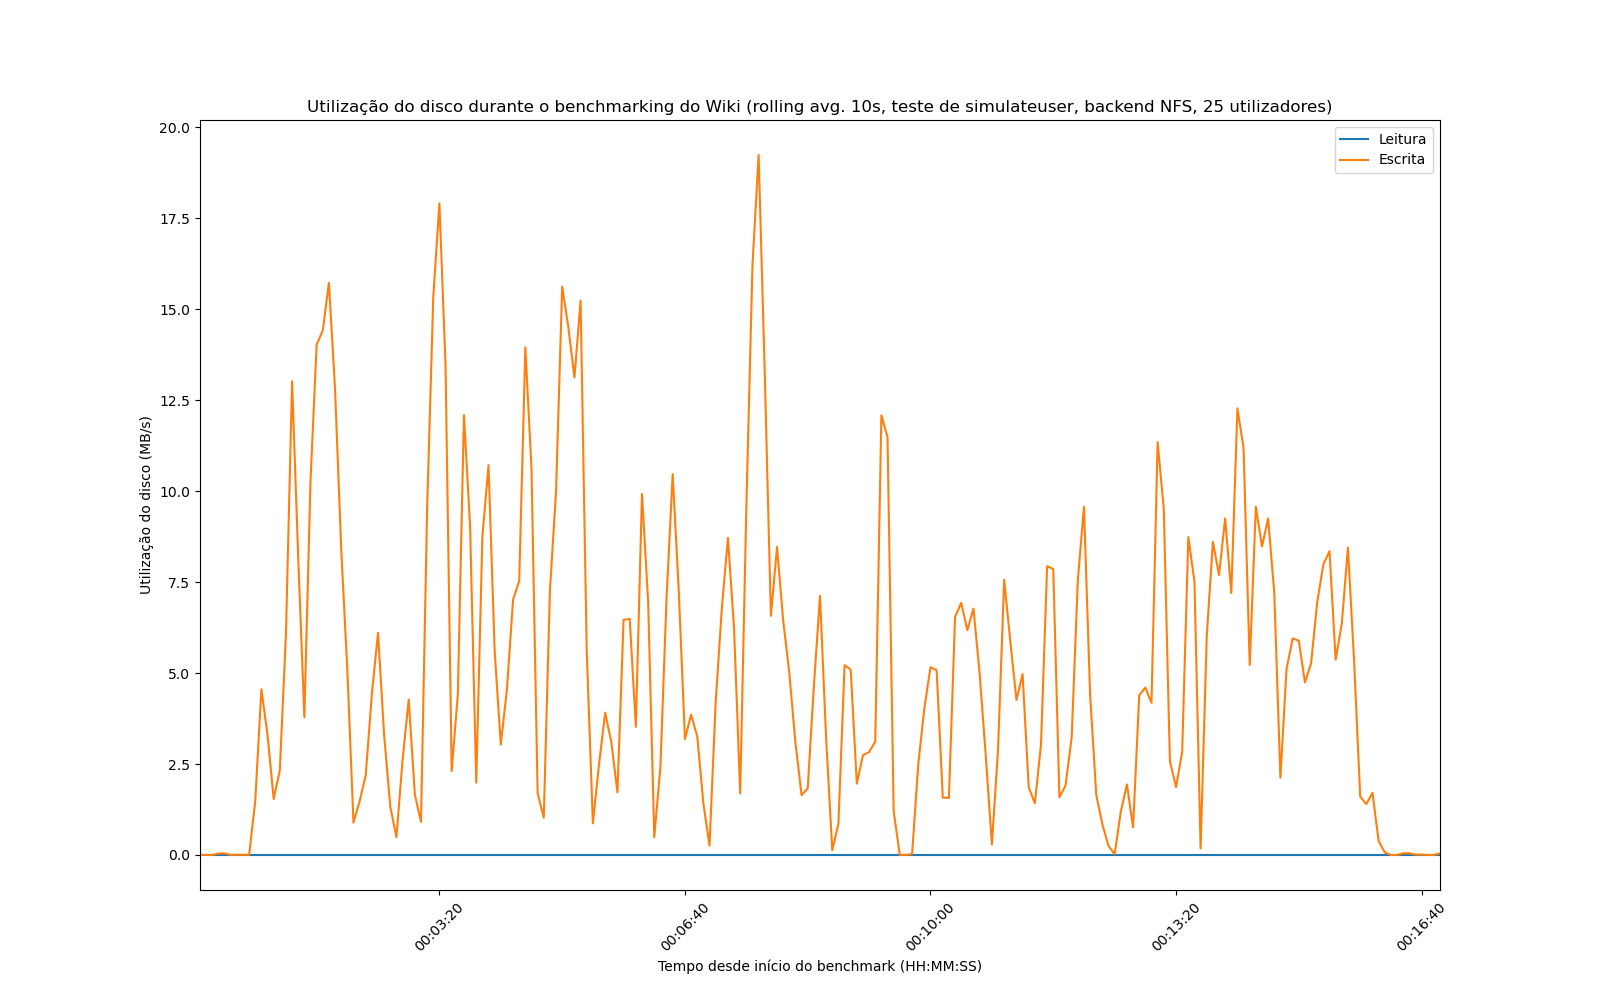 Utilização do disco durante o benchmarking do Wiki (rolling avg. 10s, teste de simulateuser, backend NFS, 25 utilizadores)
Leitura
Escrita
Utilização do disco (MB/s)
20.0
17.5
15.0
12.5
10.0
7.5
5.0
2.5
0.0
00:03:20
00:06:40
00:10:00
00:13:20
00:16:40
Tempo desde início do benchmark (HH:MM:SS)